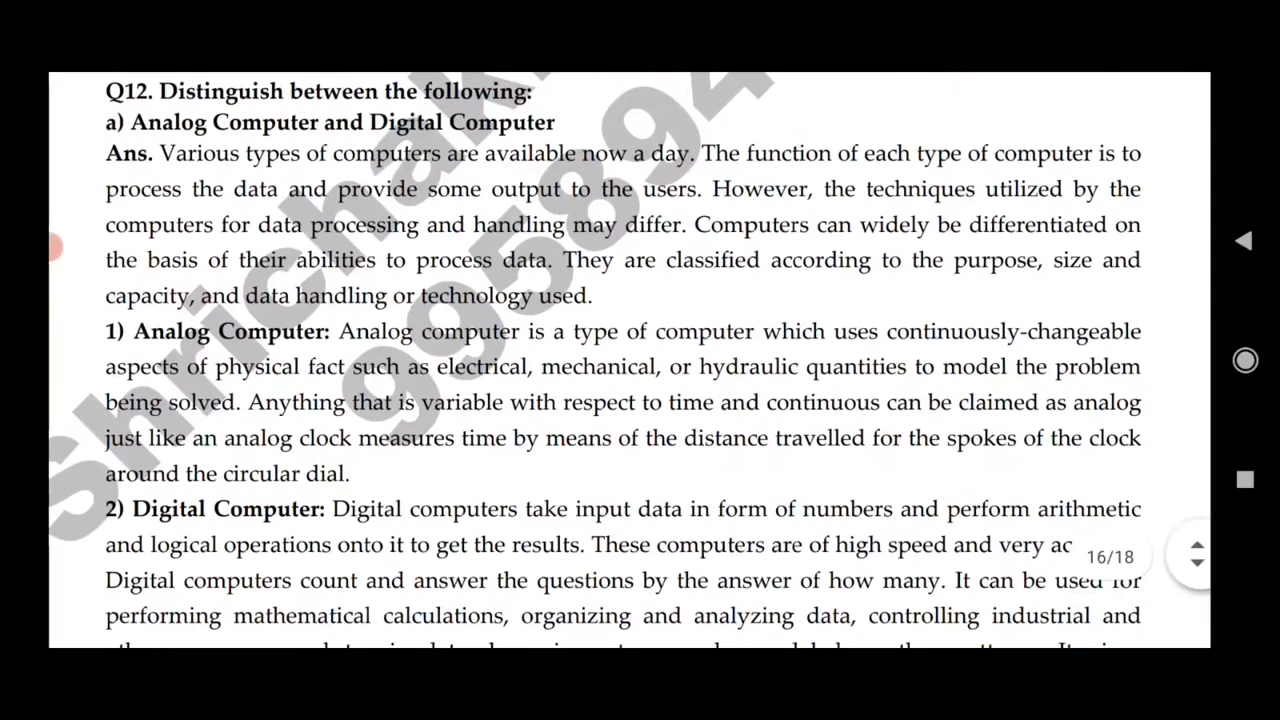 Q12. Distinguish between the following:
a) Analog Computer and Digital Computer
Ans. Various types of computers are available now a day. The function of each type of computer is to
process the data and provide some output to the users. However, the techniques utilized by the
computers for data processing and handling may differ. Computers can widely be differentiated on
the basis of their abilities to process data. They are classified according to the purpose, size and
capacity, and data handling or technology used.
1) Analog Computer: Analog computer is a type of computer which uses continuously-changeable
aspects of physical fact such as electrical, mechanical, or hydraulic quantities to model the problem
being solved. Anything that is variable with respect to time and continuous can be claimed as analog
just like an analog clock measures time by means of the distance travelled for the spokes of the clock
around the circular dial.
2) Digital Computer: Digital computers take input data in form of numbers and perform arithmetic
and logical operations onto it to get the results. These computers are of high speed and very ac
16/18
Digital computers count and answer the questions by the answer of how many. It can be used for
performing mathematical calculations, organizing and analyzing data, controlling industrial and